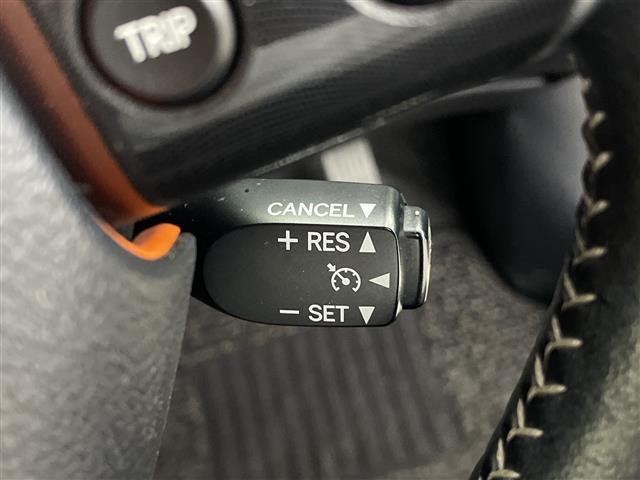 TRIP
CANCEL▼
+ RES ▲
◀
− SET ▼